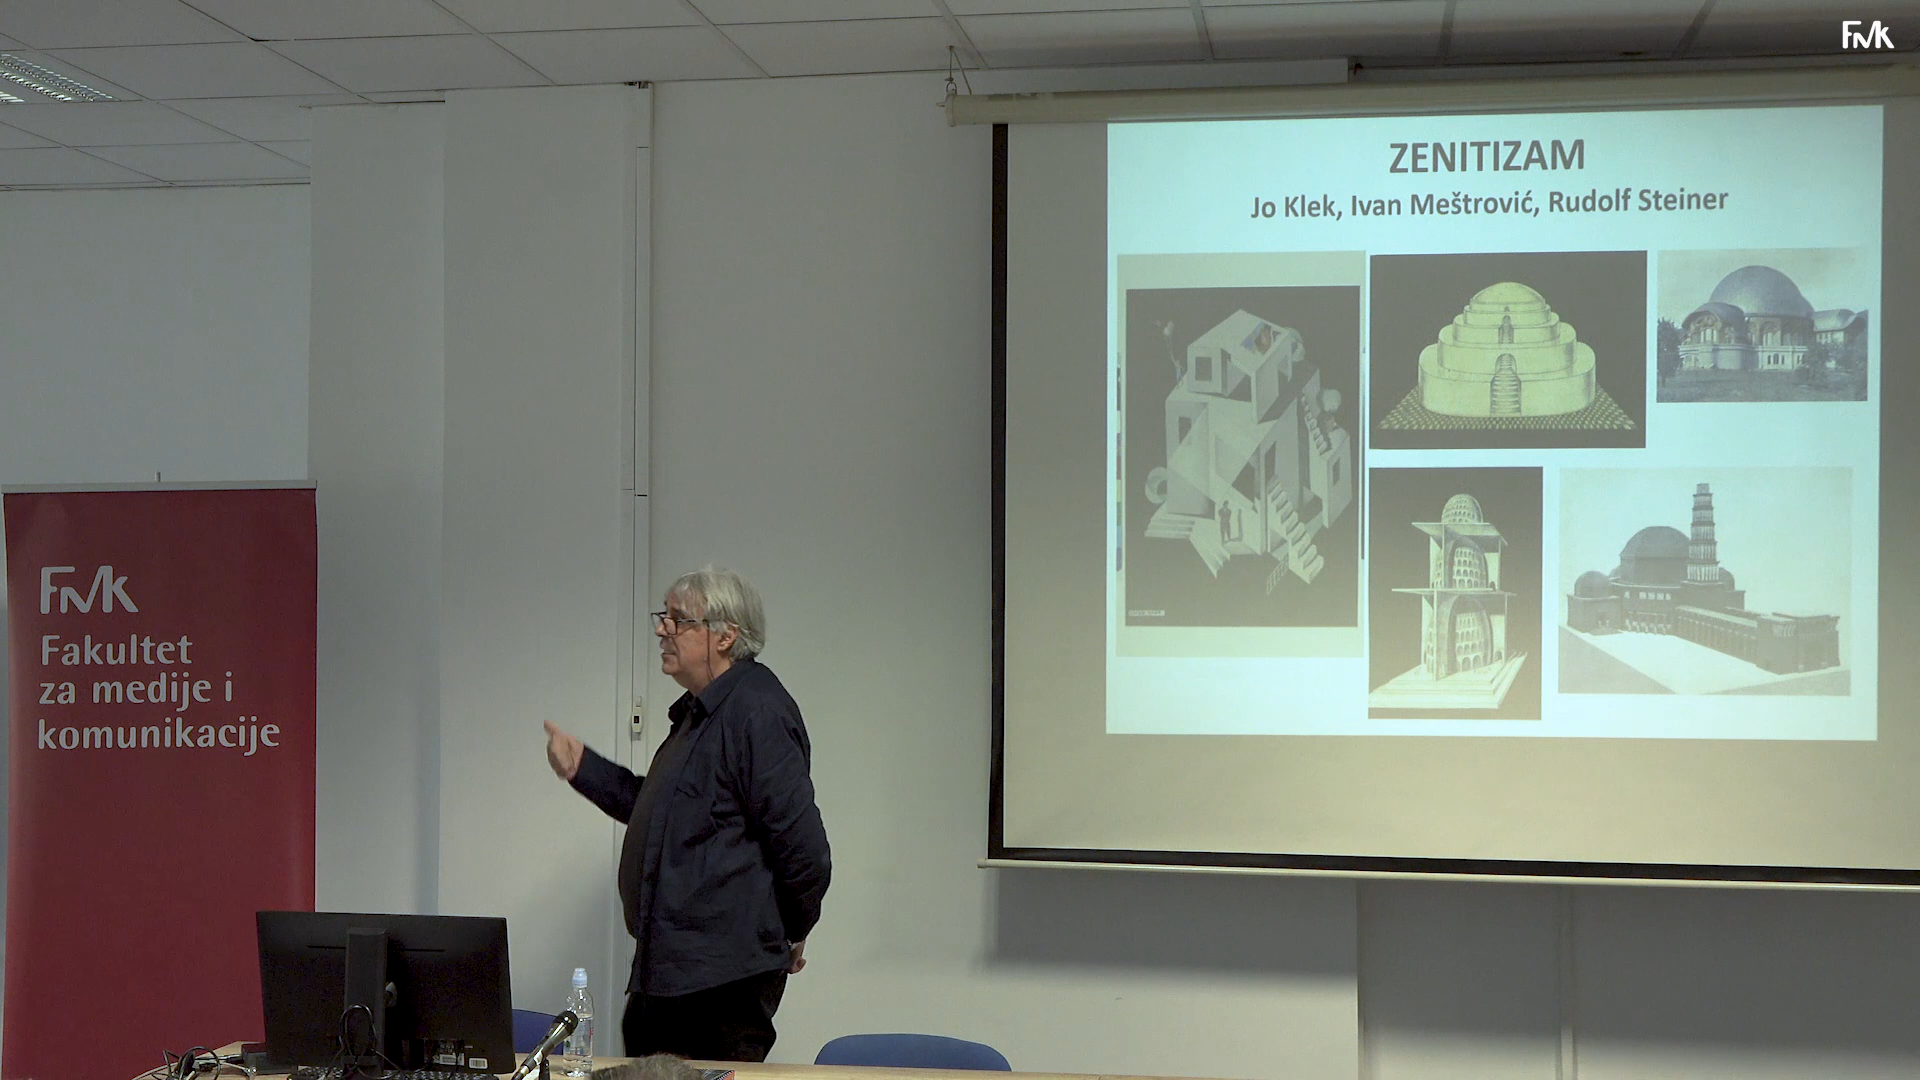 FMK
ZENITIZAM
Jo Klek, Ivan Meštrović, Rudolf Steiner
FMK
Fakultet
za medije i
komunikacije